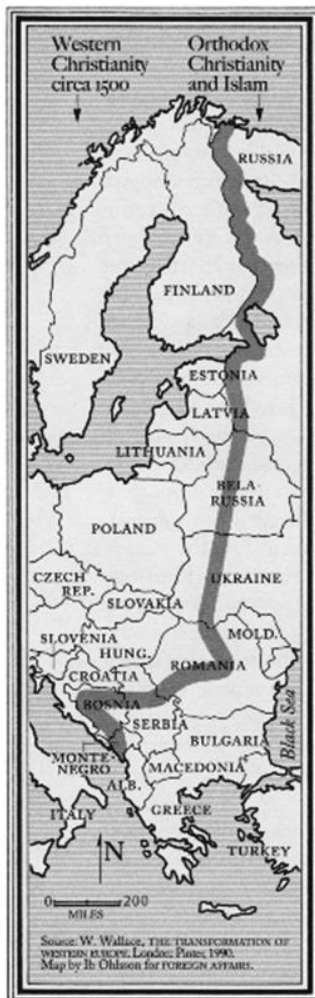 Western
Christianity
circa 1500
Orthodox
Christianity
and Islam
RUSSIA
FINLAND
SWEDEN
ESTONIA
LATVIA
LITHUANIA
BELA-
RUSSIA
POLAND
CZECH
REP.
UKRAINE
SLOVAKIA
SLOVENIA
HUNG.
MOLD.
ROMANIA
CROATIA
BOSNIA
SERBIA
Black Sea
BULGARIA
MONTE-
NEGRO
MACEDONIA
ALB.
ITALY
GREECE
TURKEY
N
0 200
MILES
Source: W. Wallace, THE TRANSFORMATION OF
WESTERN EUROPE. London: Pinter, 1990.
Map by Ib Ohlsson for FOREIGN AFFAIRS.